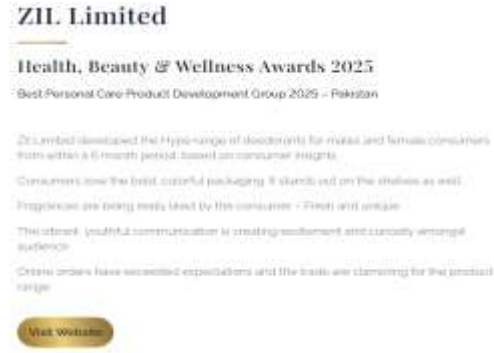 ZIL Limited
Health, Beauty & Wellness Awards 2025
Best Personal Care Product Development Group 2025 – Pakistan
ZIL Limited developed the Hype range of deodorants for males and female consumers
from within a 6 month period, based on consumer insights.
Consumers love the bold, colorful packaging. It stands out on the shelves as well.
Fragrances are being really liked by the consumer – Fresh and unique
The vibrant, youthful communication is creating excitement and curiosity amongst
audience.
Online orders have exceeded expectations and the trade are clamoring for the product
range.
Visit Website